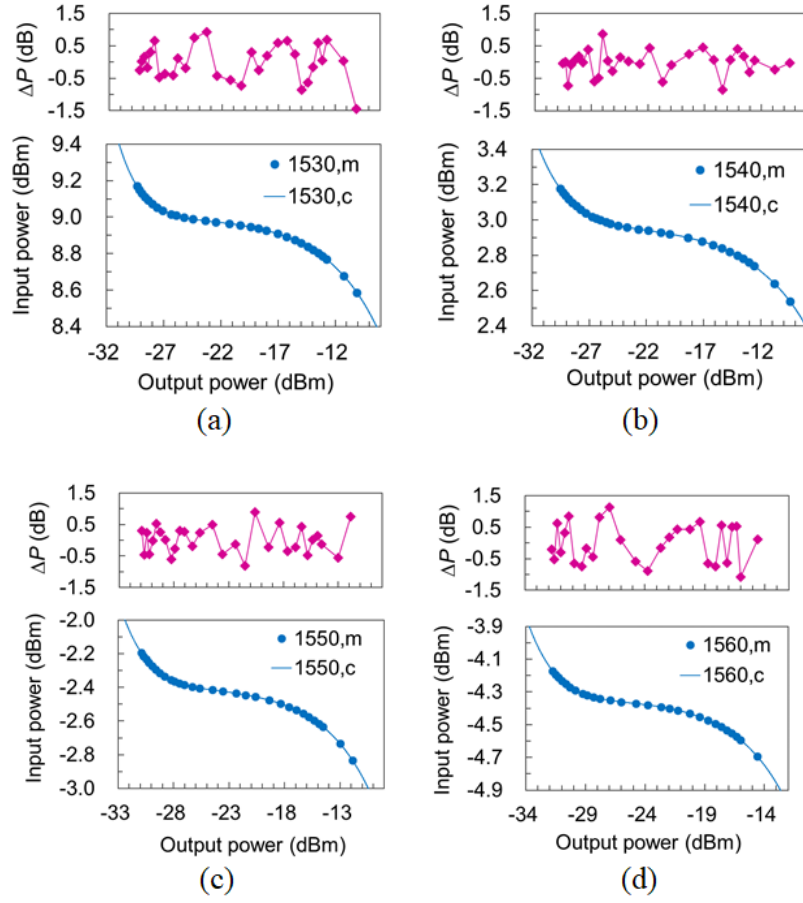 ΔP (dB)
1.5
0.5
-0.5
-1.5
Input power (dBm)
9.4
9.2
9.0
8.8
8.6
8.4
1530,m
1530,c
-32 -27 -22 -17 -12
Output power (dBm)
(a)
ΔP (dB)
1.5
0.5
-0.5
-1.5
Input power (dBm)
3.4
3.2
3.0
2.8
2.6
2.4
1540,m
1540,c
-32 -27 -22 -17 -12
Output power (dBm)
(b)
ΔP (dB)
1.5
0.5
-0.5
-1.5
Input power (dBm)
-2.0
-2.2
-2.4
-2.6
-2.8
-3.0
1550,m
1550,c
-33 -28 -23 -18 -13
Output power (dBm)
(c)
ΔP (dB)
1.5
0.5
-0.5
-1.5
Input power (dBm)
-3.9
-4.1
-4.3
-4.5
-4.7
-4.9
1560,m
1560,c
-34 -29 -24 -19 -14
Output power (dBm)
(d)